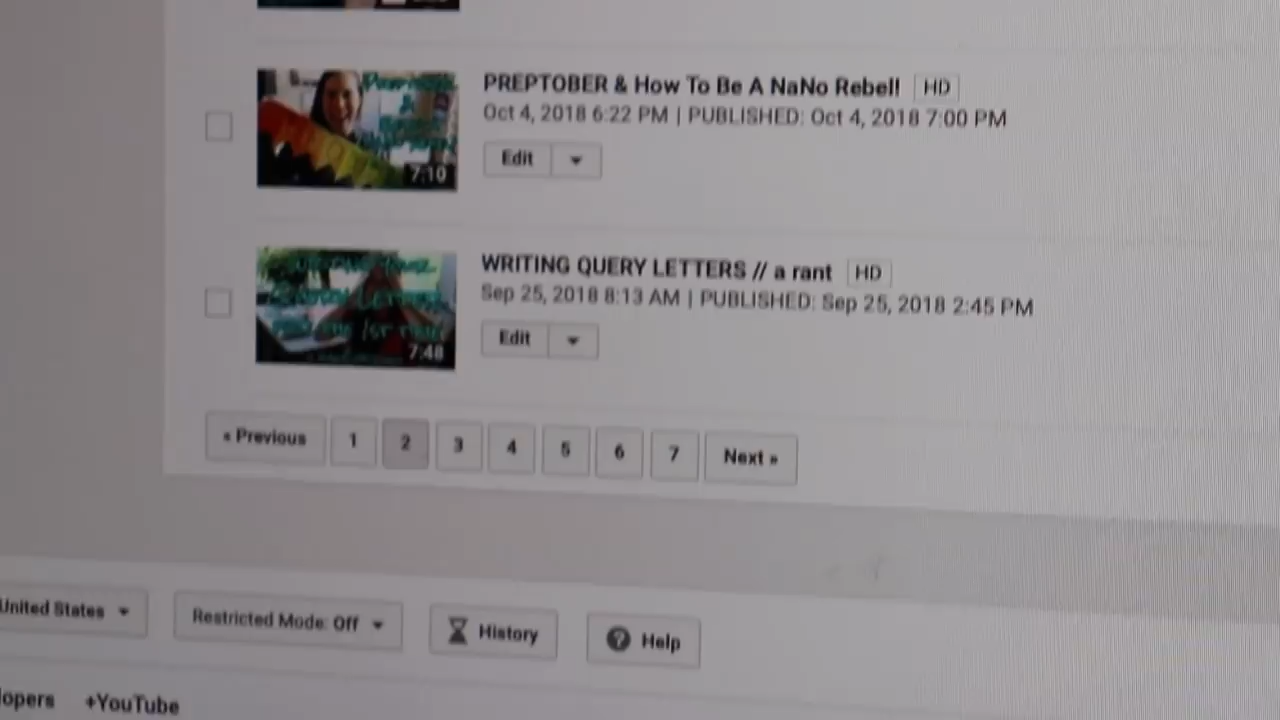 PREPTOBER & How To Be A NaNo Rebel! HD
Oct 4, 2018 6:22 PM | PUBLISHED: Oct 4, 2018 7:00 PM
Edit
7:10
WRITING QUERY LETTERS // a rant HD
Sep 25, 2018 8:13 AM | PUBLISHED: Sep 25, 2018 2:45 PM
Edit
7:48
« Previous 1 2 3 4 5 6 7 Next »
United States Restricted Mode: Off History Help
lopers +YouTube